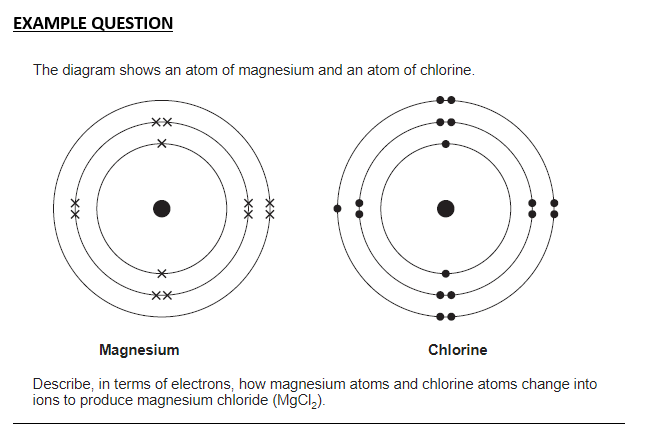 EXAMPLE QUESTION
The diagram shows an atom of magnesium and an atom of chlorine.
Magnesium
Chlorine
Describe, in terms of electrons, how magnesium atoms and chlorine atoms change into
ions to produce magnesium chloride (MgCl₂).